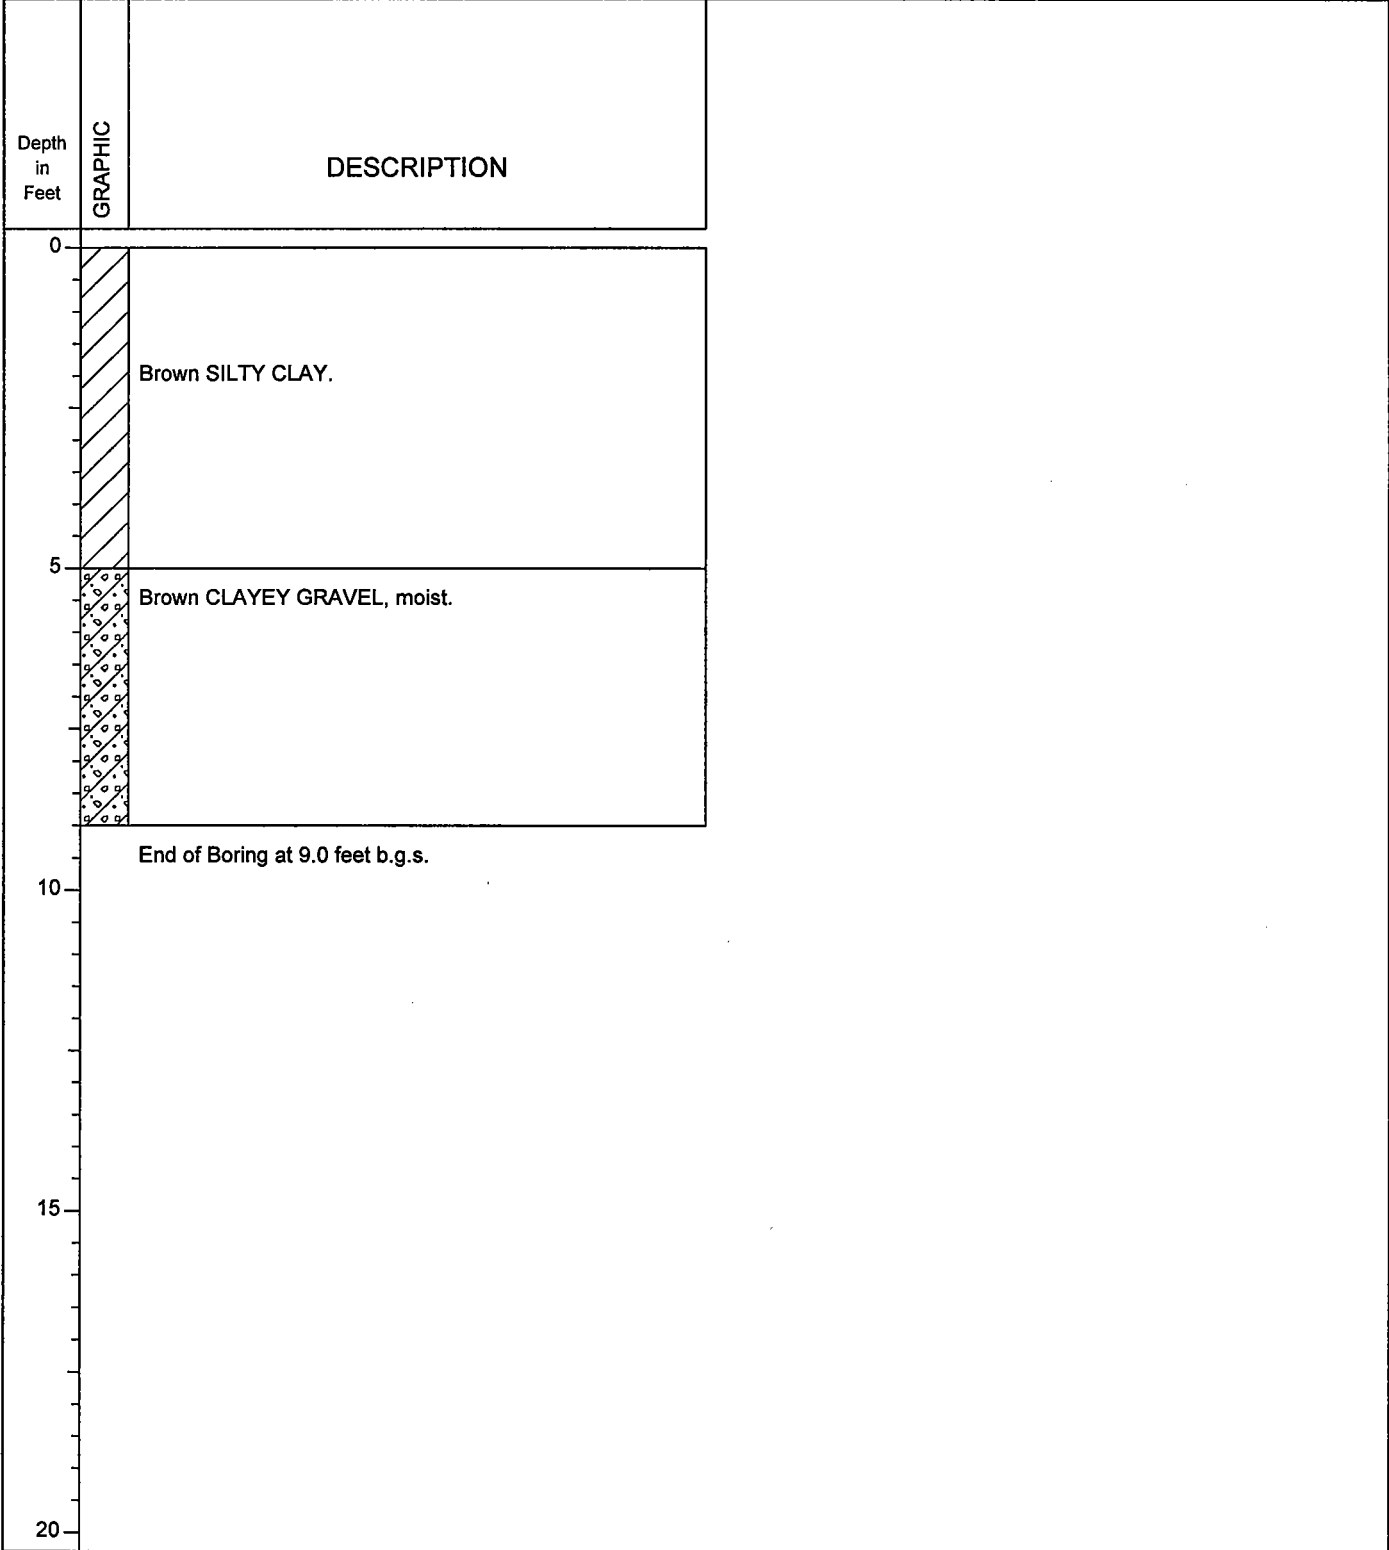 Depth
in
Feet
GRAPHIC
DESCRIPTION
0
Brown SILTY CLAY.
5
Brown CLAYEY GRAVEL, moist.
End of Boring at 9.0 feet b.g.s.
10
15
20